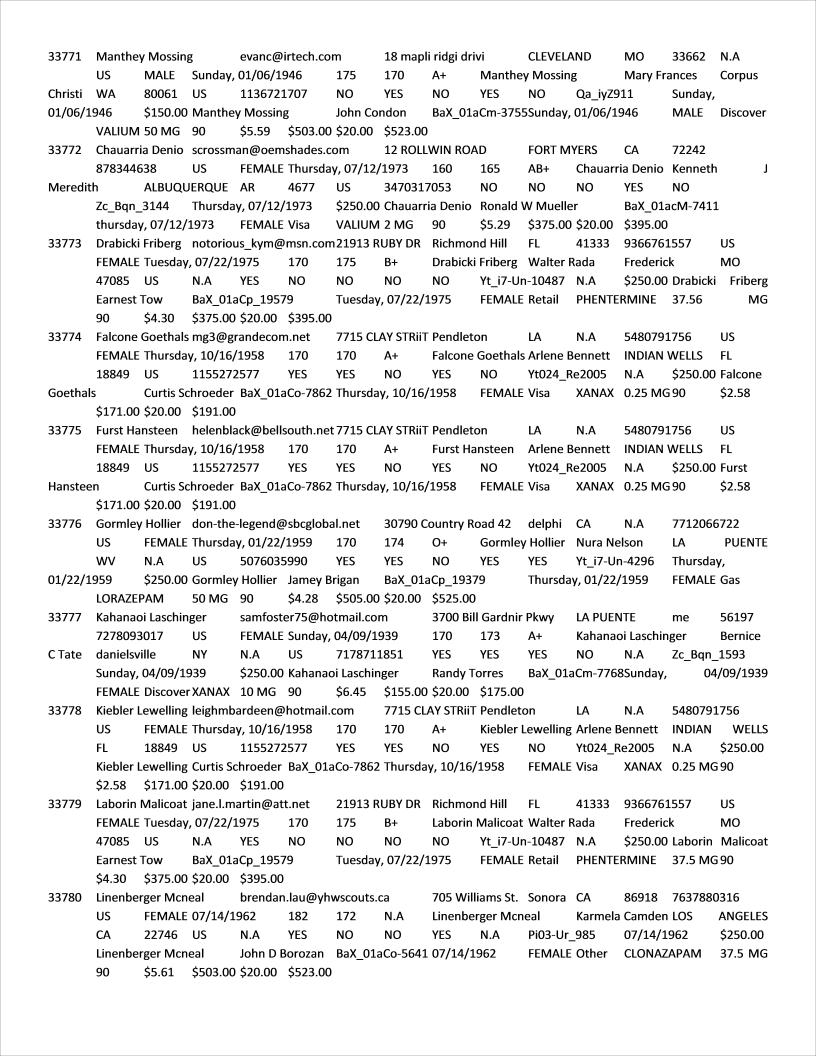 33771 Manthey Mossing evanc@irtech.com 18 mapli ridgi drivi CLEVELAND MO 33662 N.A
US MALE Sunday, 01/06/1946 175 170 A+ Manthey Mossing Mary Frances Corpus
Christi WA 80061 US 1136721707 NO YES NO YES NO Qa_iyZ911 Sunday,
01/06/1946 $150.00 Manthey Mossing John Condon BaX_01aCm-3755Sunday, 01/06/1946 MALE Discover
VALIUM 50 MG 90 $5.59 $503.00 $20.00 $523.00
33772 Chauarria Denio scrossman@oemshades.com 12 ROLLWIN ROAD FORT MYERS CA 72242
878344638 US FEMALE Thursday, 07/12/1973 160 165 AB+ Chauarria Denio Kenneth J
Meredith ALBUQUERQUE AR 4677 US 3470317053 NO NO NO YES NO
Zc_Bqn_3144 Thursday, 07/12/1973 $250.00 Chauarria Denio Ronald W Mueller BaX_01acM-7411
thursday, 07/12/1973 FEMALE Visa VALIUM 2 MG 90 $5.29 $375.00 $20.00 $395.00
33773 Drabicki Friberg notorious_kym@msn.com21913 RUBY DR Richmond Hill FL 41333 9366761557 US
FEMALE Tuesday, 07/22/1975 170 175 B+ Drabicki Friberg Walter Rada Frederick MO
47085 US N.A YES NO NO NO NO Yt_i7-Un-10487 N.A $250.00 Drabicki Friberg
Earnest Tow BaX_01aCp_19579 Tuesday, 07/22/1975 FEMALE Retail PHENTERMINE 37.56 MG
90 $4.30 $375.00 $20.00 $395.00
33774 Falcone Goethals mg3@grandecom.net 7715 CLAY STRiiT Pendleton LA N.A 5480791756 US
FEMALE Thursday, 10/16/1958 170 170 A+ Falcone Goethals Arlene Bennett INDIAN WELLS FL
18849 US 1155272577 YES YES NO YES NO Yt024_Re2005 N.A $250.00 Falcone
Goethals Curtis Schroeder BaX_01aCo-7862 Thursday, 10/16/1958 FEMALE Visa XANAX 0.25 MG 90 $2.58
$171.00 $20.00 $191.00
33775 Furst Hansteen helenblack@bellsouth.net 7715 CLAY STRiiT Pendleton LA N.A 5480791756 US
FEMALE Thursday, 10/16/1958 170 170 A+ Furst Hansteen Arlene Bennett INDIAN WELLS FL
18849 US 1155272577 YES YES NO YES NO Yt024_Re2005 N.A $250.00 Furst
Hansteen Curtis Schroeder BaX_01aCo-7862 Thursday, 10/16/1958 FEMALE Visa XANAX 0.25 MG 90 $2.58
$171.00 $20.00 $191.00
33776 Gormley Hollier don-the-legend@sbcglobal.net 30790 Country Road 42 delphi CA N.A 7712066722
US FEMALE Thursday, 01/22/1959 170 174 O+ Gormley Hollier Nura Nelson LA PUENTE
WV N.A US 5076035990 YES YES NO YES YES Yt_i7-Un-4296 Thursday,
01/22/1959 $250.00 Gormley Hollier Jamey Brigan BaX_01aCp_19379 Thursday, 01/22/1959 FEMALE Gas
LORAZEPAM 50 MG 90 $4.28 $505.00 $20.00 $525.00
33777 Kahanaoi Laschinger samfoster75@hotmail.com 3700 Bill Gardnir Pkwy LA PUENTE me 56197
7278093017 US FEMALE Sunday, 04/09/1939 170 173 A+ Kahanaoi Laschinger Bernice
C Tate danielsville NY N.A US 7178711851 YES YES YES NO N.A Zc_Bqn_1593
Sunday, 04/09/1939 $250.00 Kahanaoi Laschinger Randy Torres BaX_01aCm-7768Sunday, 04/09/1939
FEMALE Discover XANAX 10 MG 90 $6.45 $155.00 $20.00 $175.00
33778 Kiebler Lewelling leighmbardeen@hotmail.com 7715 CLAY STRiiT Pendleton LA N.A 5480791756
US FEMALE Thursday, 10/16/1958 170 170 A+ Kiebler Lewelling Arlene Bennett INDIAN WELLS
FL 18849 US 1155272577 YES YES NO YES NO Yt024_Re2005 N.A $250.00
Kiebler Lewelling Curtis Schroeder BaX_01aCo-7862 Thursday, 10/16/1958 FEMALE Visa XANAX 0.25 MG 90
$2.58 $171.00 $20.00 $191.00
33779 Laborin Malicoat jane.l.martin@att.net 21913 RUBY DR Richmond Hill FL 41333 9366761557 US
FEMALE Tuesday, 07/22/1975 170 175 B+ Laborin Malicoat Walter Rada Frederick MO
47085 US N.A YES NO NO NO NO Yt_i7-Un-10487 N.A $250.00 Laborin Malicoat
Earnest Tow BaX_01aCp_19579 Tuesday, 07/22/1975 FEMALE Retail PHENTERMINE 37.5 MG 90
$4.30 $375.00 $20.00 $395.00
33780 Linenberger Mcneal brendan.lau@yhwscouts.ca 705 Williams St. Sonora CA 86918 7637880316
US FEMALE 07/14/1962 182 172 N.A Linenberger Mcneal Karmela Camden LOS ANGELES
CA 22746 US N.A YES NO NO YES N.A Pi03-Ur_985 07/14/1962 $250.00
Linenberger Mcneal John D Borozan BaX_01aCo-5641 07/14/1962 FEMALE Other CLONAZAPAM 37.5 MG
90 $5.61 $503.00 $20.00 $523.00